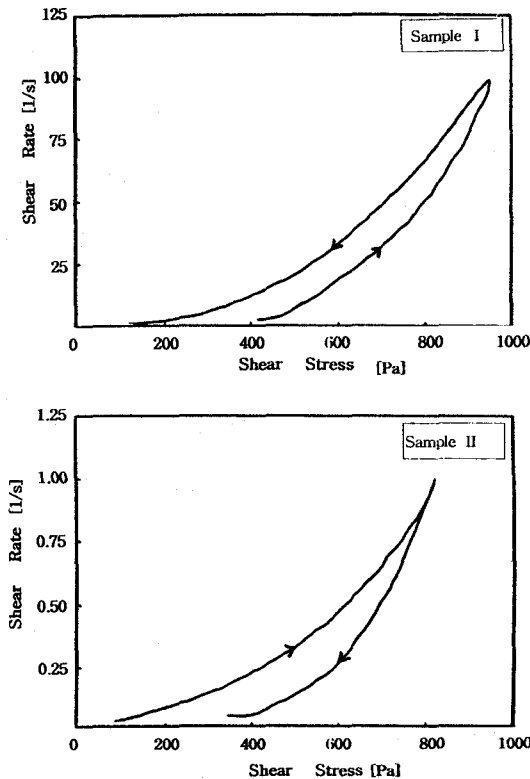 125
Sample I
100
75
50
25
0
0 200 400 600 800 1000
Shear Rate [1/s]
Shear Stress [Pa]
1.25
Sample II
1.00
0.75
0.50
0.25
0 200 400 600 800 1000
Shear Rate [1/s]
Shear Stress [Pa]